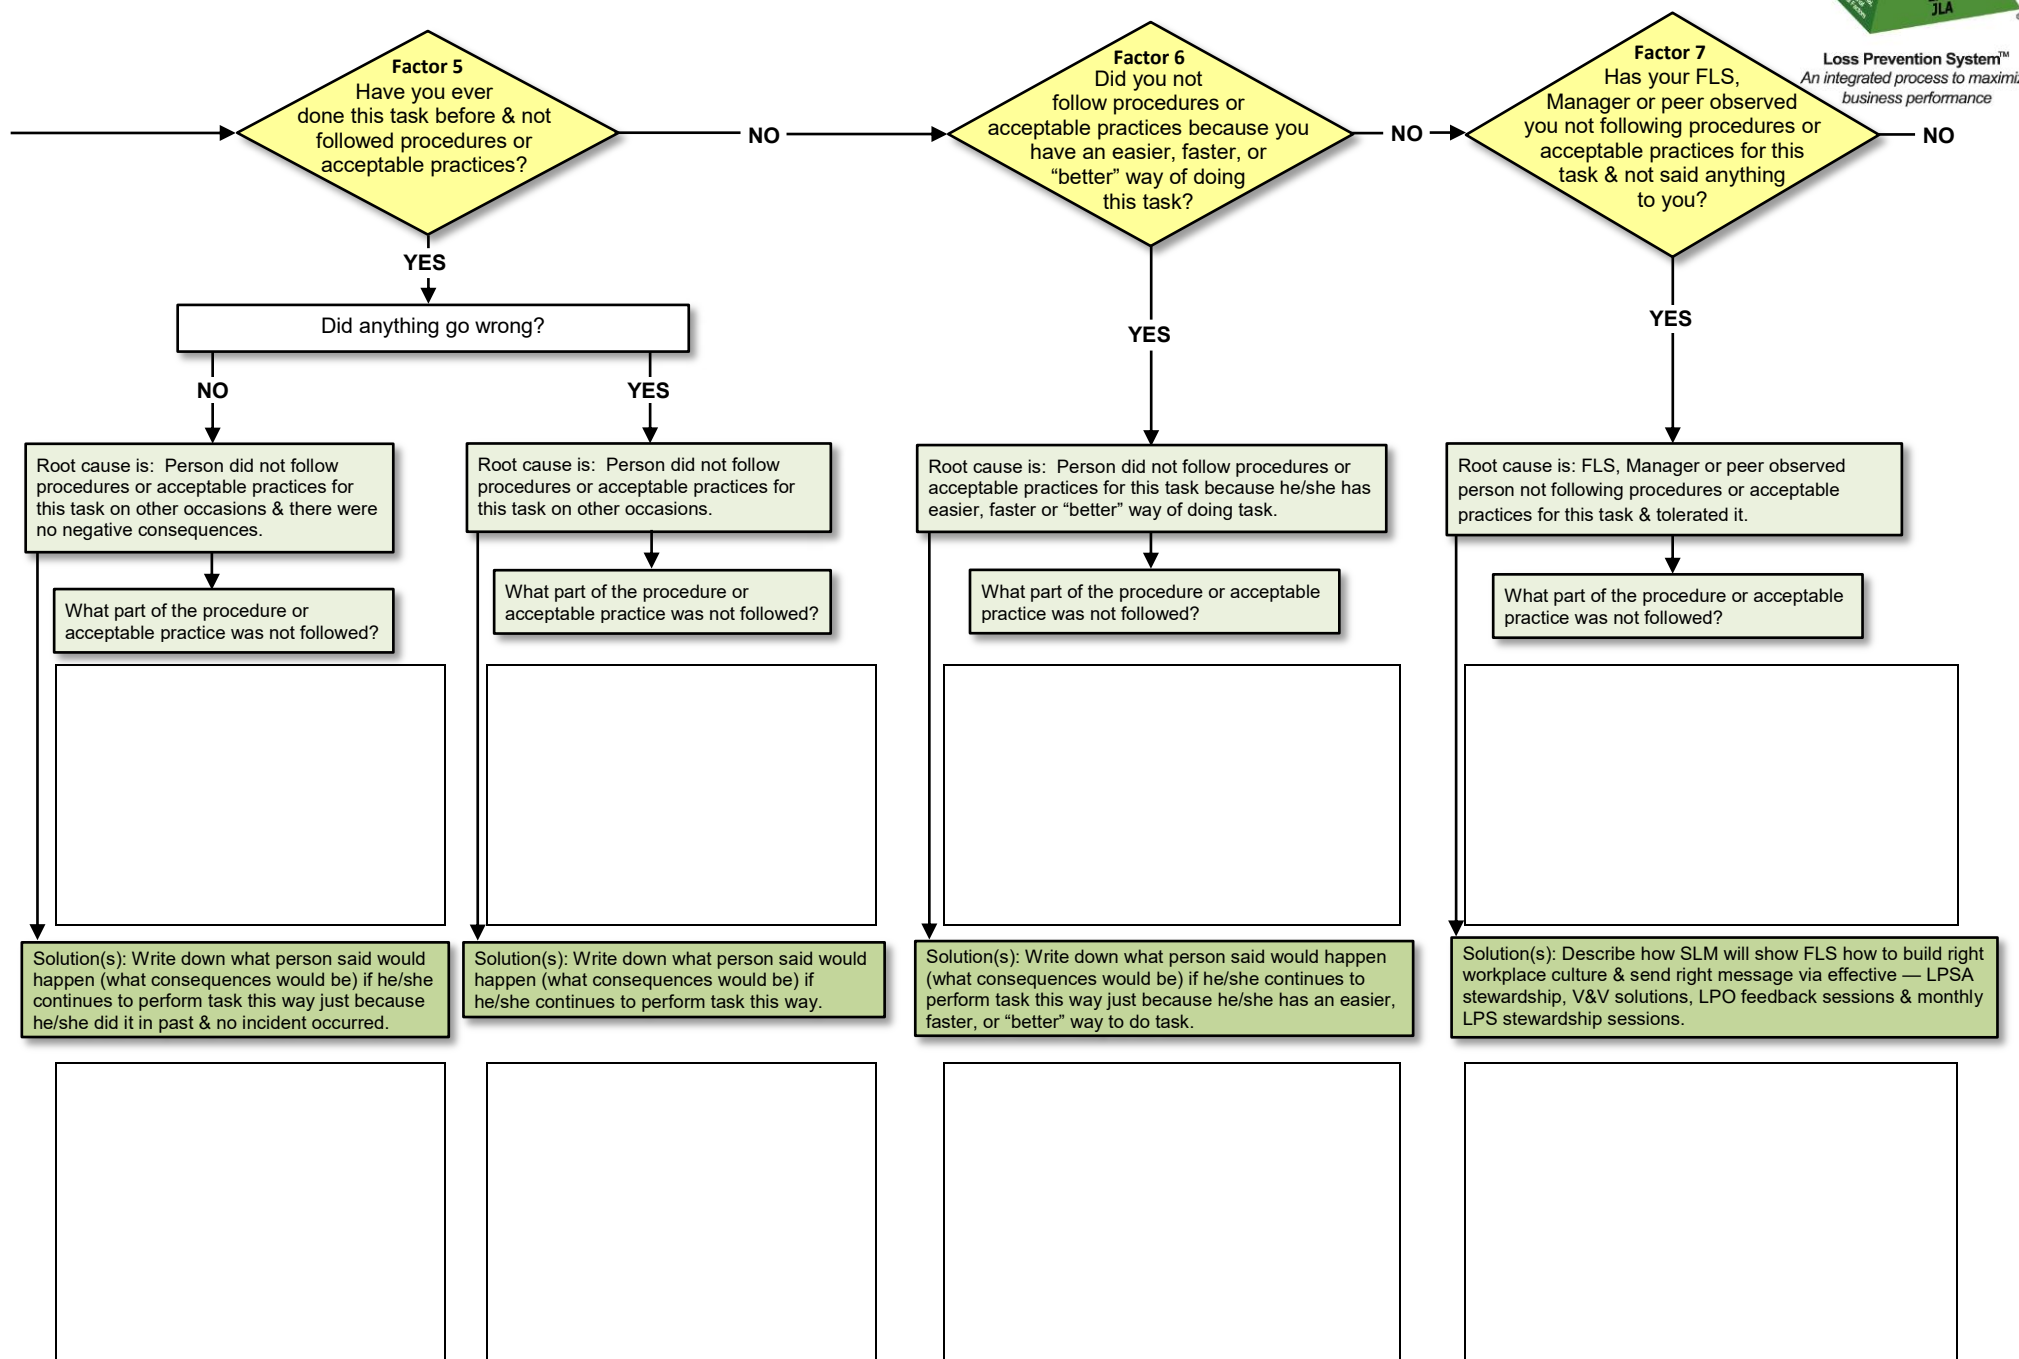 JLA
Loss Prevention System™
An integrated process to maximiz
business performance
Factor 5
Have you ever
done this task before & not
followed procedures or
acceptable practices?
NO
Factor 6
Did you not
follow procedures or
acceptable practices because you
have an easier, faster, or
“better” way of doing
this task?
NO
Factor 7
Has your FLS,
Manager or peer observed
you not following procedures or
acceptable practices for this
task & not said anything
to you?
NO
YES
Did anything go wrong?
YES
YES
NO
YES
Root cause is:  Person did not follow
procedures or acceptable practices for
this task on other occasions & there were
no negative consequences.
Root cause is:  Person did not follow
procedures or acceptable practices for
this task on other occasions.
Root cause is:  Person did not follow procedures or
acceptable practices for this task because he/she has
easier, faster or “better” way of doing task.
Root cause is: FLS, Manager or peer observed
person not following procedures or acceptable
practices for this task & tolerated it.
What part of the procedure or
acceptable practice was not followed?
What part of the procedure or
acceptable practice was not followed?
What part of the procedure or acceptable
practice was not followed?
What part of the procedure or acceptable
practice was not followed?
Solution(s): Write down what person said would
happen (what consequences would be) if he/she
continues to perform task this way just because
he/she did it in past & no incident occurred.
Solution(s): Write down what person said would
happen (what consequences would be) if
he/she continues to perform task this way.
Solution(s): Write down what person said would happen
(what consequences would be) if he/she continues to
perform task this way just because he/she has an easier,
faster, or “better” way to do task.
Solution(s): Describe how SLM will show FLS how to build right
workplace culture & send right message via effective — LPSA
stewardship, V&V solutions, LPO feedback sessions & monthly
LPS stewardship sessions.